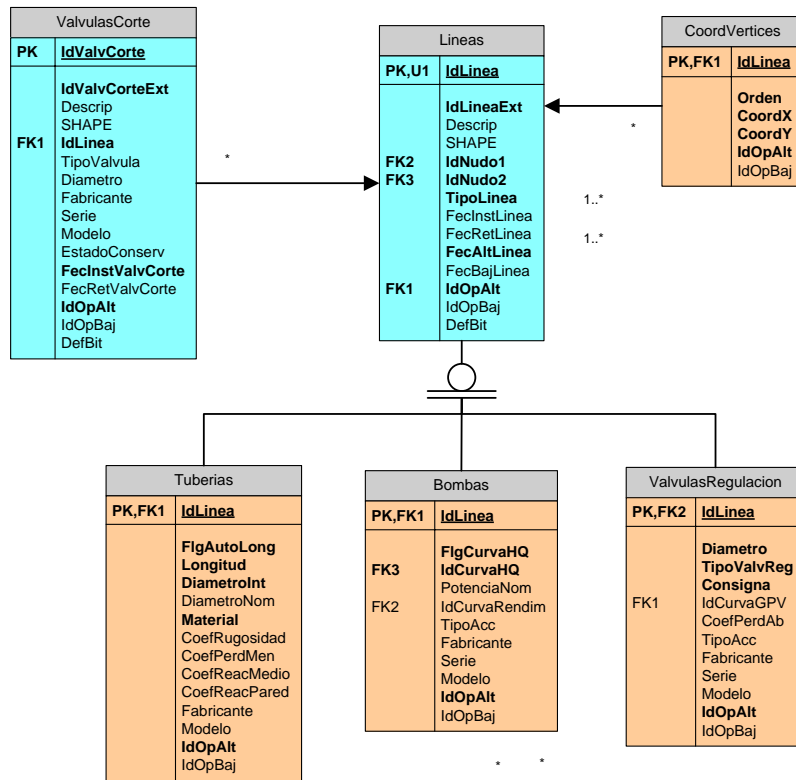 ValvulasCorte
PK IdValvCorte
IdValvCorteExt
Descrip
SHAPE
FK1 IdLinea
TipoValvula
Diametro
Fabricante
Serie
Modelo
EstadoConserv
FecInstValvCorte
FecRetValvCorte
IdOpAlt
IdOpBaj
DefBit
*
Lineas
PK,U1 IdLinea
IdLineaExt
Descrip
SHAPE
FK2 IdNudo1
FK3 IdNudo2
TipoLinea
FecInstLinea
FecRetLinea
FecAltLinea
FecBajLinea
FK1 IdOpAlt
IdOpBaj
DefBit
*
1..*
1..*
CoordVertices
PK,FK1 IdLinea
Orden
CoordX
CoordY
IdOpAlt
IdOpBaj
Tuberias
PK,FK1 IdLinea
FlgAutoLong
Longitud
DiametroInt
DiametroNom
Material
CoefRugosidad
CoefPerdMen
CoefReacMedio
CoefReacPared
Fabricante
Modelo
IdOpAlt
IdOpBaj
Bombas
PK,FK1 IdLinea
FlgCurvaHQ
FK3 IdCurvaHQ
PotenciaNom
FK2 IdCurvaRendim
TipoAcc
Fabricante
Serie
Modelo
IdOpAlt
IdOpBaj
* *
ValvulasRegulacion
PK,FK2 IdLinea
Diametro
TipoValvReg
Consigna
FK1 IdCurvaGPV
CoefPerdAb
TipoAcc
Fabricante
Serie
Modelo
IdOpAlt
IdOpBaj